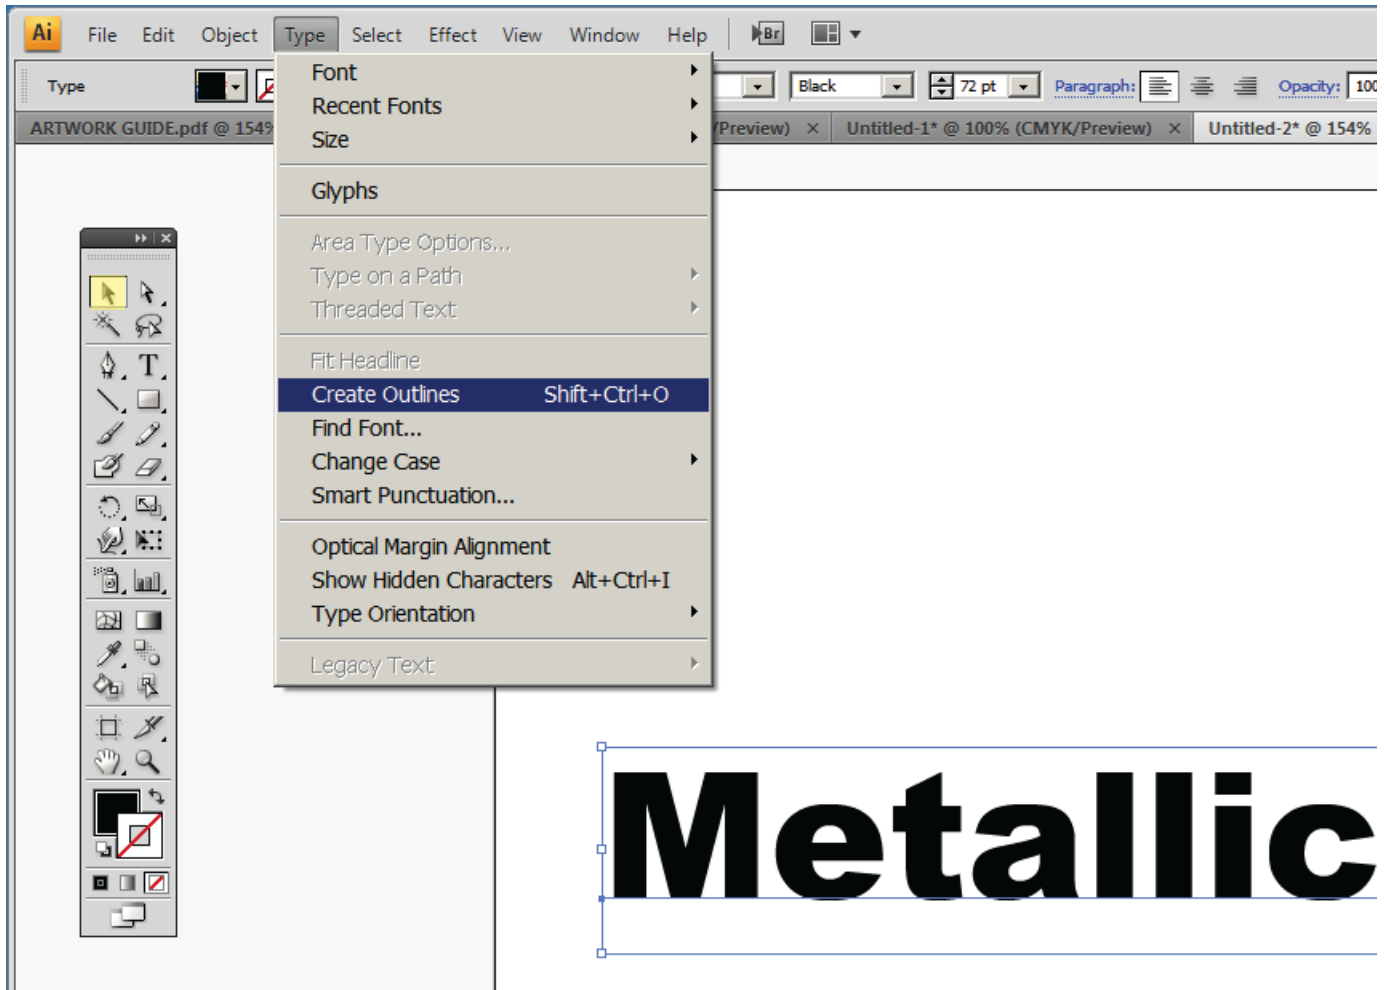 Ai File Edit Object Type Select Effect View Window Help Br
Type Black 72 pt Paragraph: Opacity: 100
ARTWORK GUIDE.pdf @ 154% /Preview) × Untitled-1* @ 100% (CMYK/Preview) × Untitled-2* @ 154%
Font
Recent Fonts
Size
Glyphs
Area Type Options...
Type on a Path
Threaded Text
Fit Headline
Create Outlines Shift+Ctrl+O
Find Font...
Change Case
Smart Punctuation...
Optical Margin Alignment
Show Hidden Characters Alt+Ctrl+I
Type Orientation
Legacy Text
T
Metallic